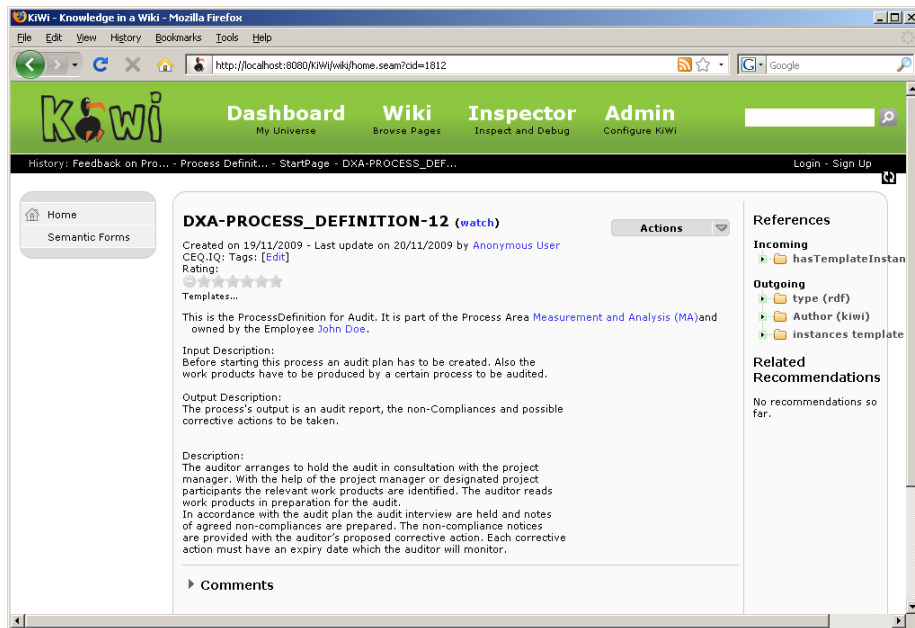 KiWi - Knowledge in a Wiki - Mozilla Firefox
File Edit View History Bookmarks Tools Help
http://localhost:8080/KiWi/wiki/home.seam?cid=1812
G Google
KiWi
Dashboard Wiki Inspector Admin
My Universe Browse Pages Inspect and Debug Configure KiWi
History: Feedback on Pro... - Process Definit... - StartPage - DXA-PROCESS_DEF... Login - Sign Up
Home
Semantic Forms
DXA-PROCESS_DEFINITION-12 (watch)
Actions
Created on 19/11/2009 - Last update on 20/11/2009 by Anonymous User
CEQ.IQ: Tags: [Edit]
Rating:
Templates...
This is the ProcessDefinition for Audit. It is part of the Process Area Measurement and Analysis (MA)and
owned by the Employee John Doe.
Input Description:
Before starting this process an audit plan has to be created. Also the
work products have to be produced by a certain process to be audited.
Output Description:
The process's output is an audit report, the non-Compliances and possible
corrective actions to be taken.
Description:
The auditor arranges to hold the audit in consultation with the project
manager. With the help of the project manager or designated project
participants the relevant work products are identified. The auditor reads
work products in preparation for the audit.
In accordance with the audit plan the audit interview are held and notes
of agreed non-compliances are prepared. The non-compliance notices
are provided with the auditor's proposed corrective action. Each corrective
action must have an expiry date which the auditor will monitor.
Comments
References
Incoming
hasTemplateInstan
Outgoing
type (rdf)
Author (kiwi)
instances template
Related
Recommendations
No recommendations so
far.